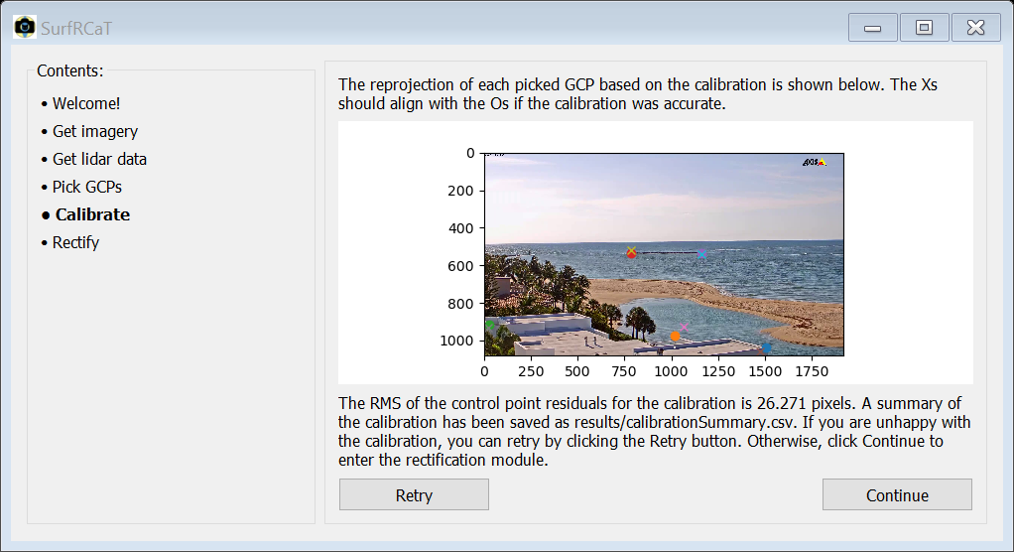 SurfRCaT
Contents:
• Welcome!
• Get imagery
• Get lidar data
• Pick GCPs
• Calibrate
• Rectify
The reprojection of each picked GCP based on the calibration is shown below. The Xs
should align with the Os if the calibration was accurate.
0
200
400
600
800
1000
0 250 500 750 1000 1250 1500 1750
The RMS of the control point residuals for the calibration is 26.271 pixels. A summary of
the calibration has been saved as results/calibrationSummary.csv. If you are unhappy with
the calibration, you can retry by clicking the Retry button. Otherwise, click Continue to
enter the rectification module.
Retry
Continue